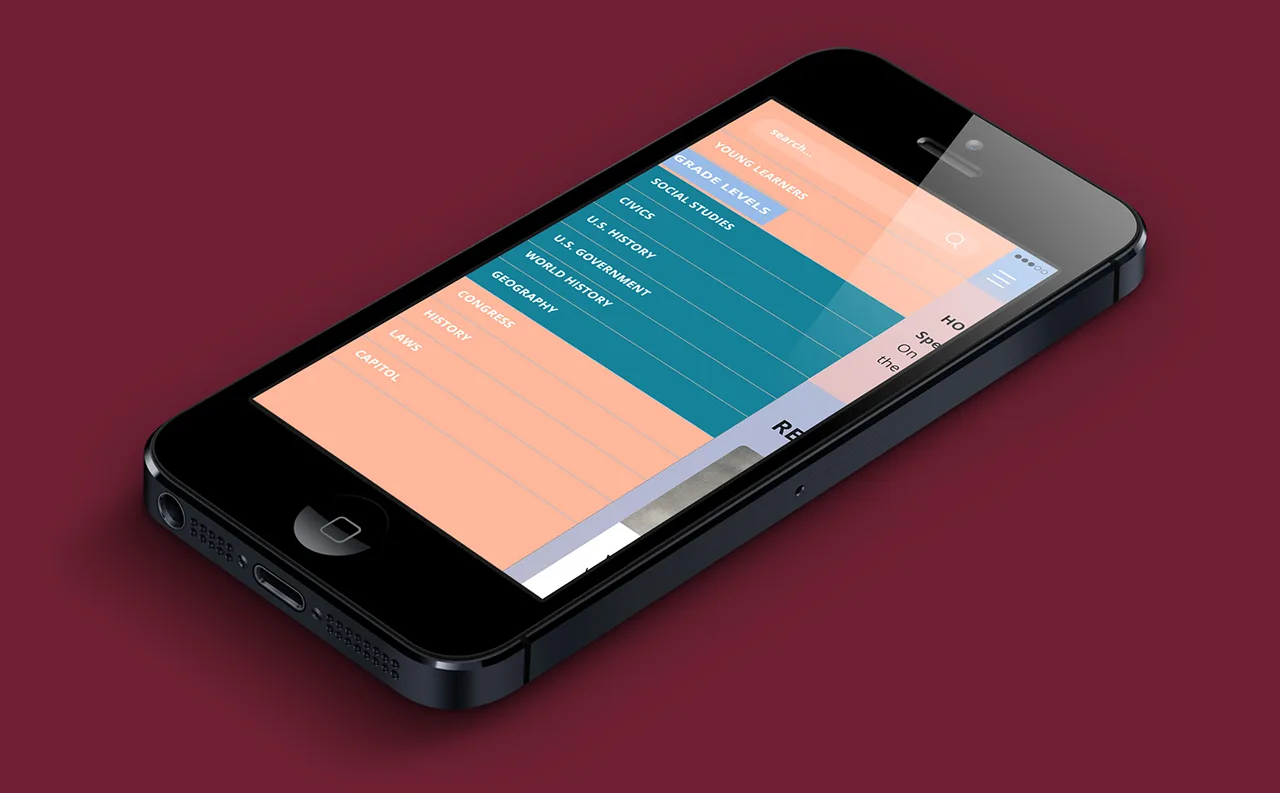 search...
YOUNG LEARNERS
GRADE LEVELS
SOCIAL STUDIES
CIVICS
U.S. HISTORY
U.S. GOVERNMENT
WORLD HISTORY
GEOGRAPHY
CONGRESS
HISTORY
LAWS
CAPITOL
HO
Spe
On
the
RE